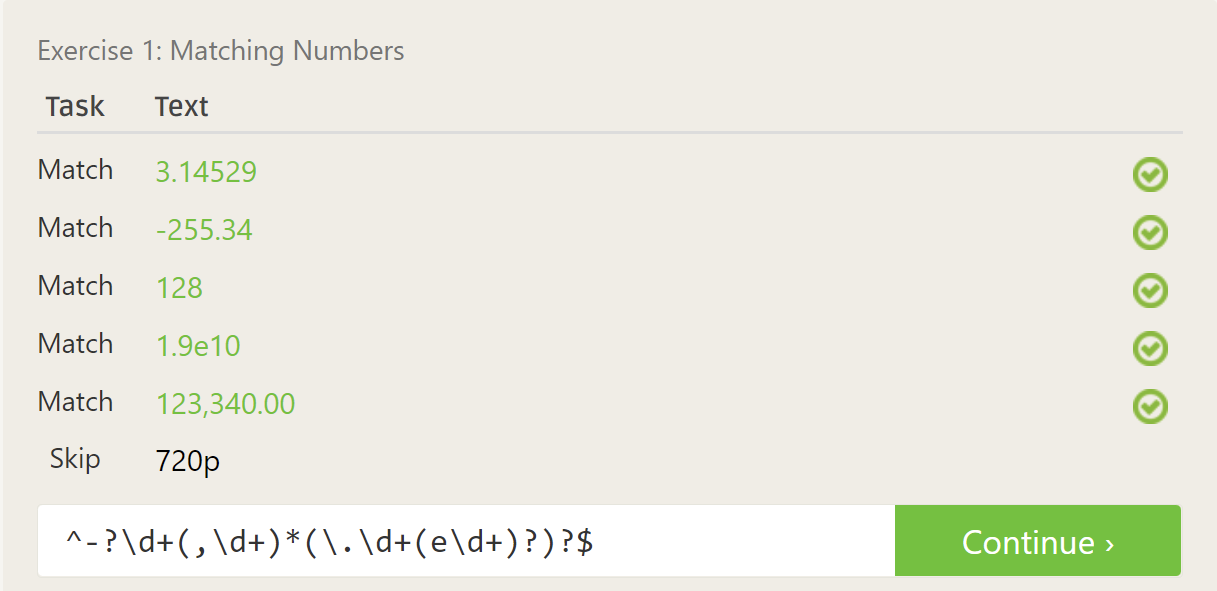 Exercise 1: Matching Numbers
Task Text
Match 3.14529
Match -255.34
Match 128
Match 1.9e10
Match 123,340.00
Skip 720p
^-?\d+(,\d+)*(\.\d+(e\d+)?)?$ Continue ›